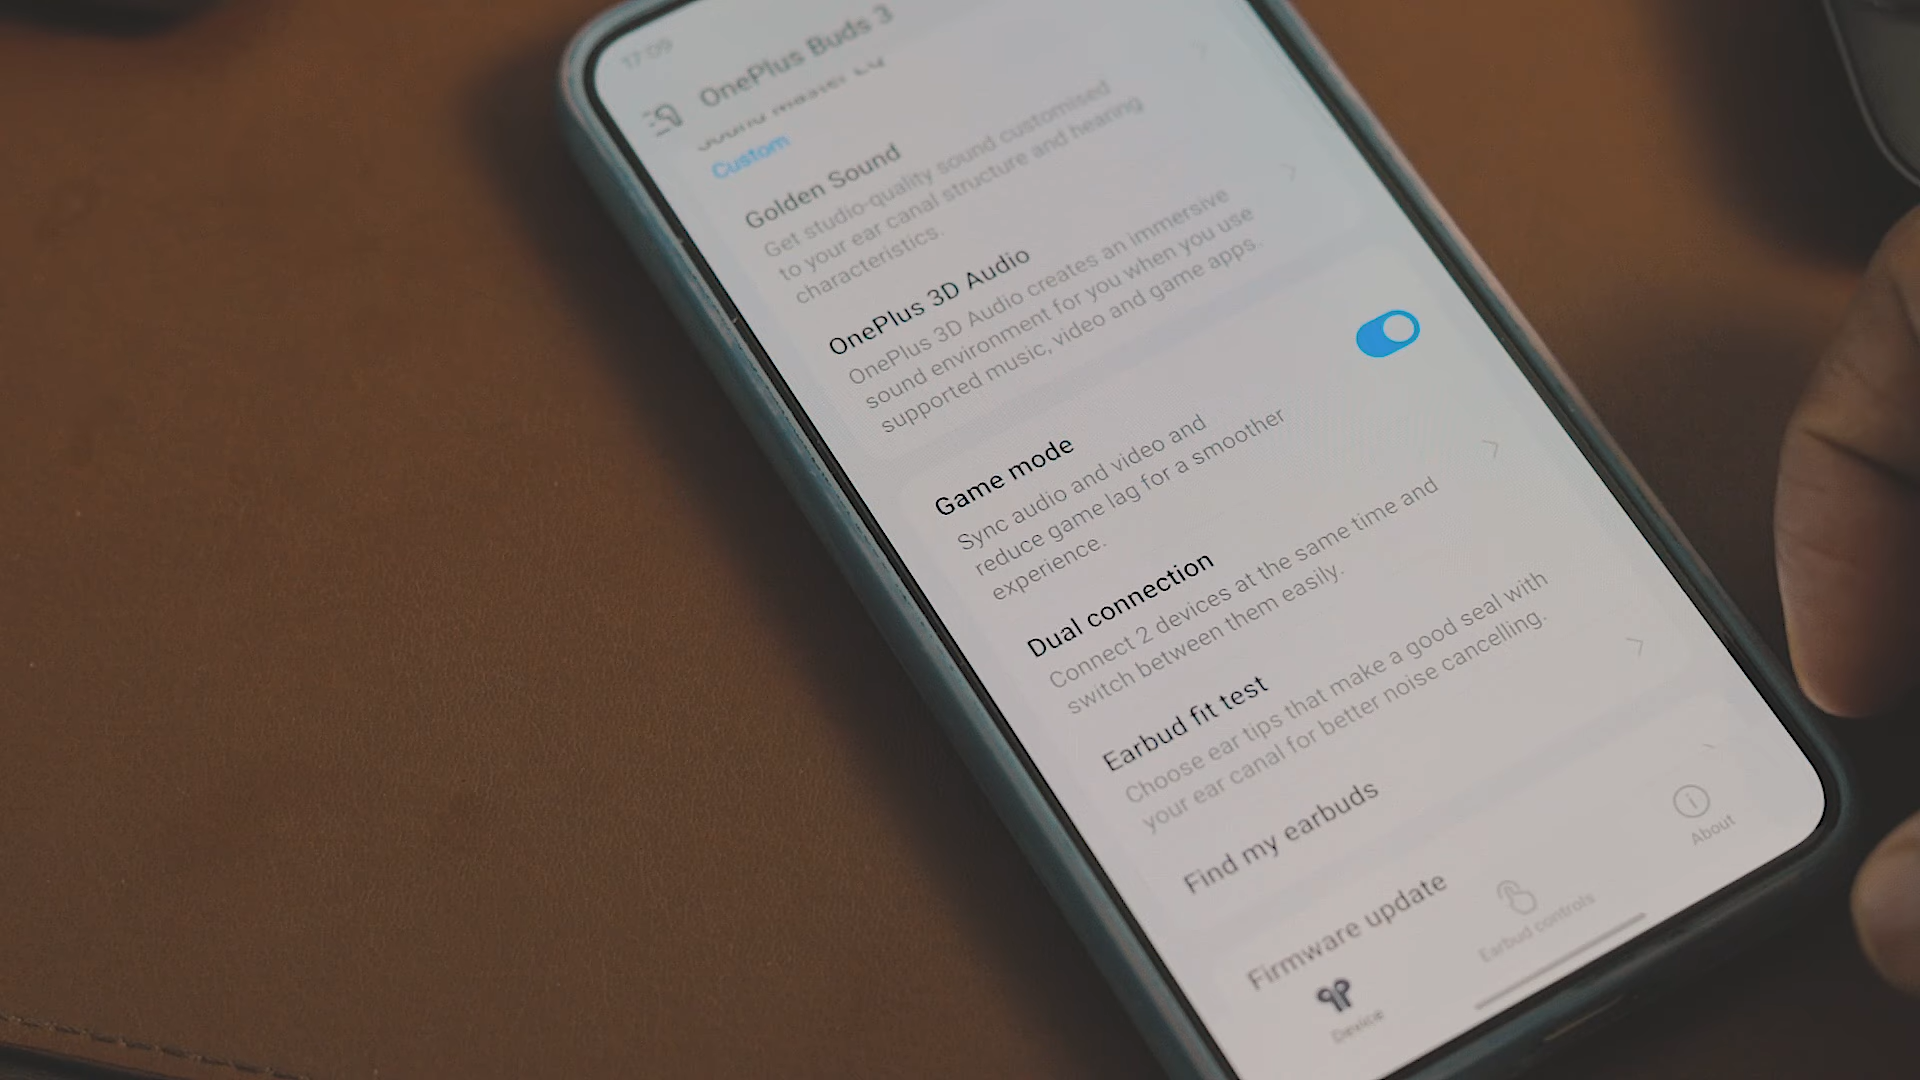 17:09
OnePlus Buds 3
Custom
Golden Sound
Get studio-quality sound customised
to your ear canal structure and hearing
characteristics.
OnePlus 3D Audio
OnePlus 3D Audio creates an immersive
sound environment for you when you use
supported music, video and game apps.
Game mode
Sync audio and video and
reduce game lag for a smoother
experience.
Dual connection
Connect 2 devices at the same time and
switch between them easily.
Earbud fit test
Choose ear tips that make a good seal with
your ear canal for better noise cancelling.
Find my earbuds
Firmware update
Device
Earbud controls
About